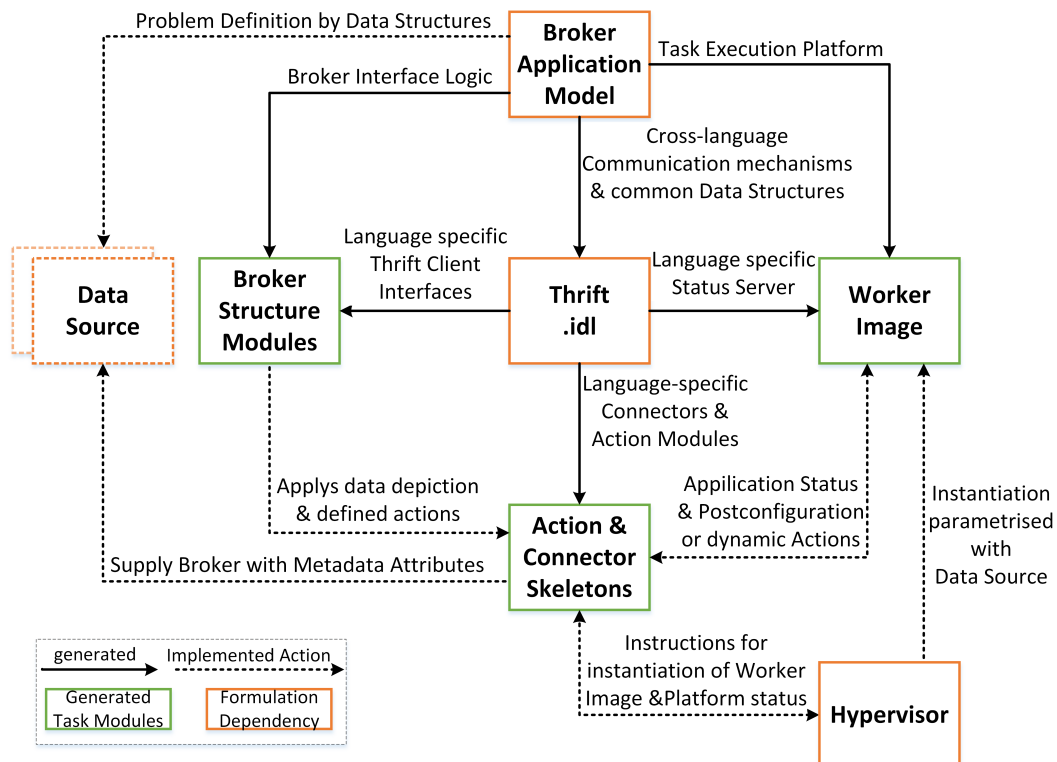 Problem Definition by Data Structures
Broker
Application
Model
Task Execution Platform
Broker Interface Logic
Cross-language
Communication mechanisms
& common Data Structures
Language specific
Thrift Client
Interfaces
Language specific
Status Server
Data
Source
Broker
Structure
Modules
Thrift
.idl
Worker
Image
Language-specific
Connectors &
Action Modules
Applys data depiction
& defined actions
Appilication Status
& Postconfiguration
or dynamic Actions
Instantiation
parametrised
with
Data Source
Action &
Connector
Skeletons
Supply Broker with Metadata Attributes
Instructions for
instantiation of Worker
Image &Platform status
Hypervisor
generated
Implemented Action
Generated
Task Modules
Formulation
Dependency